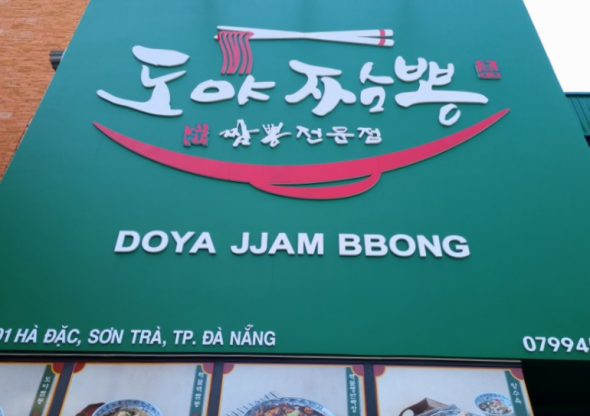 도야짬뽕
짬뽕전문점
DOYA JJAM BBONG
01 HÀ ĐẶC, SƠN TRÀ, TP. ĐÀ NẴNG
07994